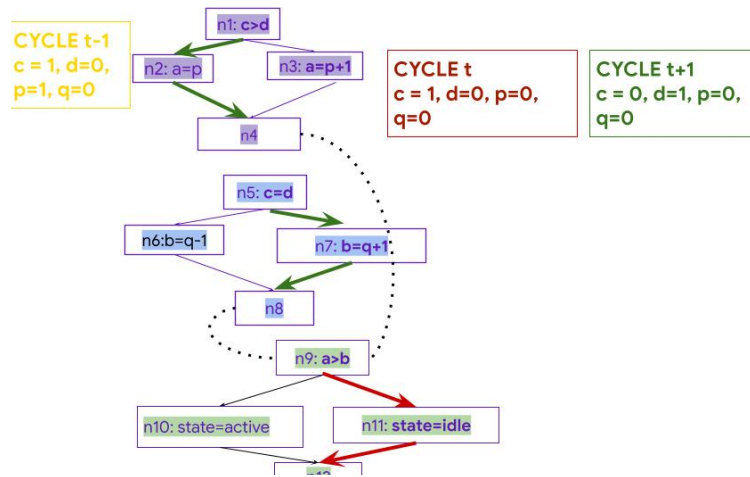 n1: c>d
CYCLE t-1
c = 1, d=0,
p=1, q=0
n2: a=p
n3: a=p+1
CYCLE t
c = 1, d=0, p=0,
q=0
CYCLE t+1
c = 0, d=1, p=0,
q=0
n4
n5: c=d
n6:b=q-1
n7: b=q+1
n8
n9: a>b
n10: state=active
n11: state=idle